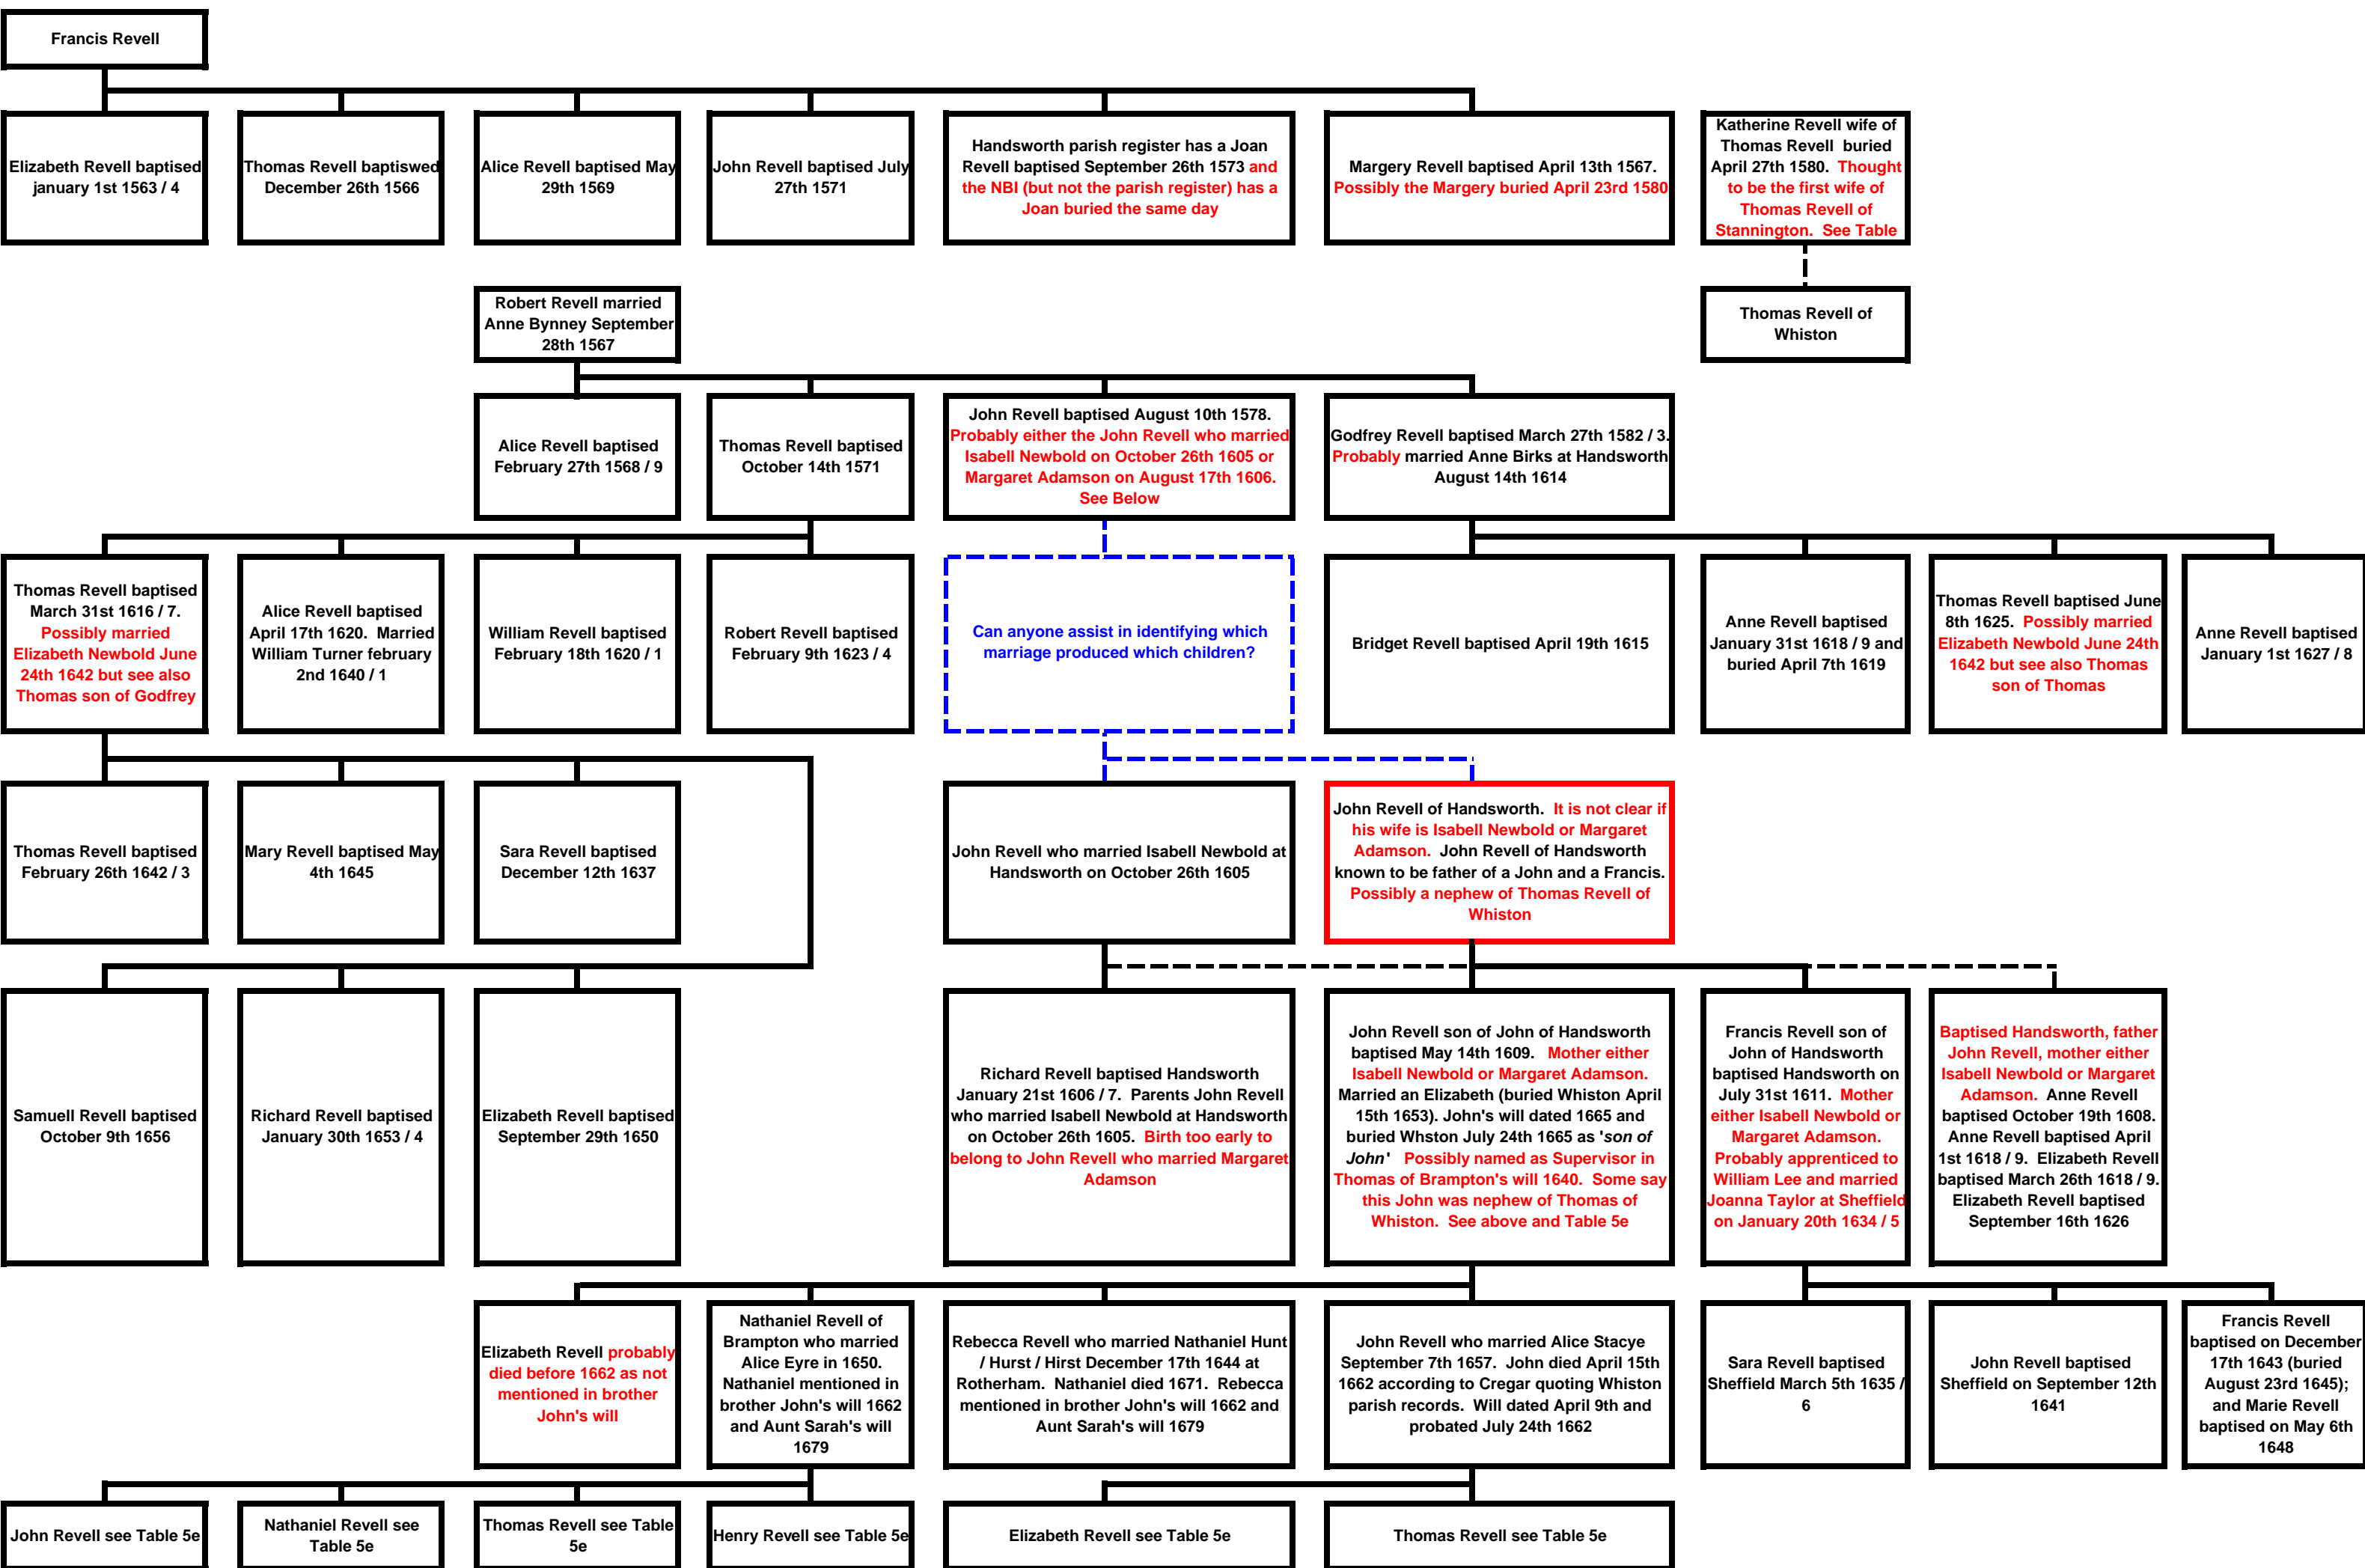 Francis Revell
Elizabeth Revell baptised
january 1st 1563 / 4
Thomas Revell baptiswed
December 26th 1566
Alice Revell baptised May
29th 1569
John Revell baptised July
27th 1571
Handsworth parish register has a Joan
Revell baptised September 26th 1573 and
the NBI (but not the parish register) has a
Joan buried the same day
Margery Revell baptised April 13th 1567.
Possibly the Margery buried April 23rd 1580
Katherine Revell wife of
Thomas Revell buried
April 27th 1580. Thought
to be the first wife of
Thomas Revell of
Stannington. See Table
Robert Revell married
Anne Bynney September
28th 1567
Thomas Revell of
Whiston
Alice Revell baptised
February 27th 1568 / 9
Thomas Revell baptised
October 14th 1571
John Revell baptised August 10th 1578.
Probably either the John Revell who married
Isabell Newbold on October 26th 1605 or
Margaret Adamson on August 17th 1606.
See Below
Godfrey Revell baptised March 27th 1582 / 3.
Probably married Anne Birks at Handsworth
August 14th 1614
Thomas Revell baptised
March 31st 1616 / 7.
Possibly married
Elizabeth Newbold June
24th 1642 but see also
Thomas son of Godfrey
Alice Revell baptised
April 17th 1620. Married
William Turner february
2nd 1640 / 1
William Revell baptised
February 18th 1620 / 1
Robert Revell baptised
February 9th 1623 / 4
Can anyone assist in identifying which
marriage produced which children?
Bridget Revell baptised April 19th 1615
Anne Revell baptised
January 31st 1618 / 9 and
buried April 7th 1619
Thomas Revell baptised June
8th 1625. Possibly married
Elizabeth Newbold June 24th
1642 but see also Thomas
son of Thomas
Anne Revell baptised
January 1st 1627 / 8
Thomas Revell baptised
February 26th 1642 / 3
Mary Revell baptised May
4th 1645
Sara Revell baptised
December 12th 1637
John Revell who married Isabell Newbold at
Handsworth on October 26th 1605
John Revell of Handsworth. It is not clear if
his wife is Isabell Newbold or Margaret
Adamson. John Revell of Handsworth
known to be father of a John and a Francis.
Possibly a nephew of Thomas Revell of
Whiston
Samuell Revell baptised
October 9th 1656
Richard Revell baptised
January 30th 1653 / 4
Elizabeth Revell baptised
September 29th 1650
Richard Revell baptised Handsworth
January 21st 1606 / 7. Parents John Revell
who married Isabell Newbold at Handsworth
on October 26th 1605. Birth too early to
belong to John Revell who married Margaret
Adamson
John Revell son of John of Handsworth
baptised May 14th 1609. Mother either
Isabell Newbold or Margaret Adamson.
Married an Elizabeth (buried Whiston April
15th 1653). John's will dated 1665 and
buried Whston July 24th 1665 as 'son of
John' Possibly named as Supervisor in
Thomas of Brampton's will 1640. Some say
this John was nephew of Thomas of
Whiston. See above and Table 5e
Francis Revell son of
John of Handsworth
baptised Handsworth on
July 31st 1611. Mother
either Isabell Newbold or
Margaret Adamson.
Probably apprenticed to
William Lee and married
Joanna Taylor at Sheffield
on January 20th 1634 / 5
Baptised Handsworth, father
John Revell, mother either
Isabell Newbold or Margaret
Adamson. Anne Revell
baptised October 19th 1608.
Anne Revell baptised April
1st 1618 / 9. Elizabeth Revell
baptised March 26th 1618 / 9.
Elizabeth Revell baptised
September 16th 1626
Elizabeth Revell probably
died before 1662 as not
mentioned in brother
John's will
Nathaniel Revell of
Brampton who married
Alice Eyre in 1650.
Nathaniel mentioned in
brother John's will 1662
and Aunt Sarah's will
1679
Rebecca Revell who married Nathaniel Hunt
/ Hurst / Hirst December 17th 1644 at
Rotherham. Nathaniel died 1671. Rebecca
mentioned in brother John's will 1662 and
Aunt Sarah's will 1679
John Revell who married Alice Stacye
September 7th 1657. John died April 15th
1662 according to Cregar quoting Whiston
parish records. Will dated April 9th and
probated July 24th 1662
Sara Revell baptised
Sheffield March 5th 1635 /
6
John Revell baptised
Sheffield on September 12th
1641
Francis Revell
baptised on December
17th 1643 (buried
August 23rd 1645);
and Marie Revell
baptised on May 6th
1648
John Revell see Table 5e
Nathaniel Revell see
Table 5e
Thomas Revell see Table
5e
Henry Revell see Table 5e
Elizabeth Revell see Table 5e
Thomas Revell see Table 5e